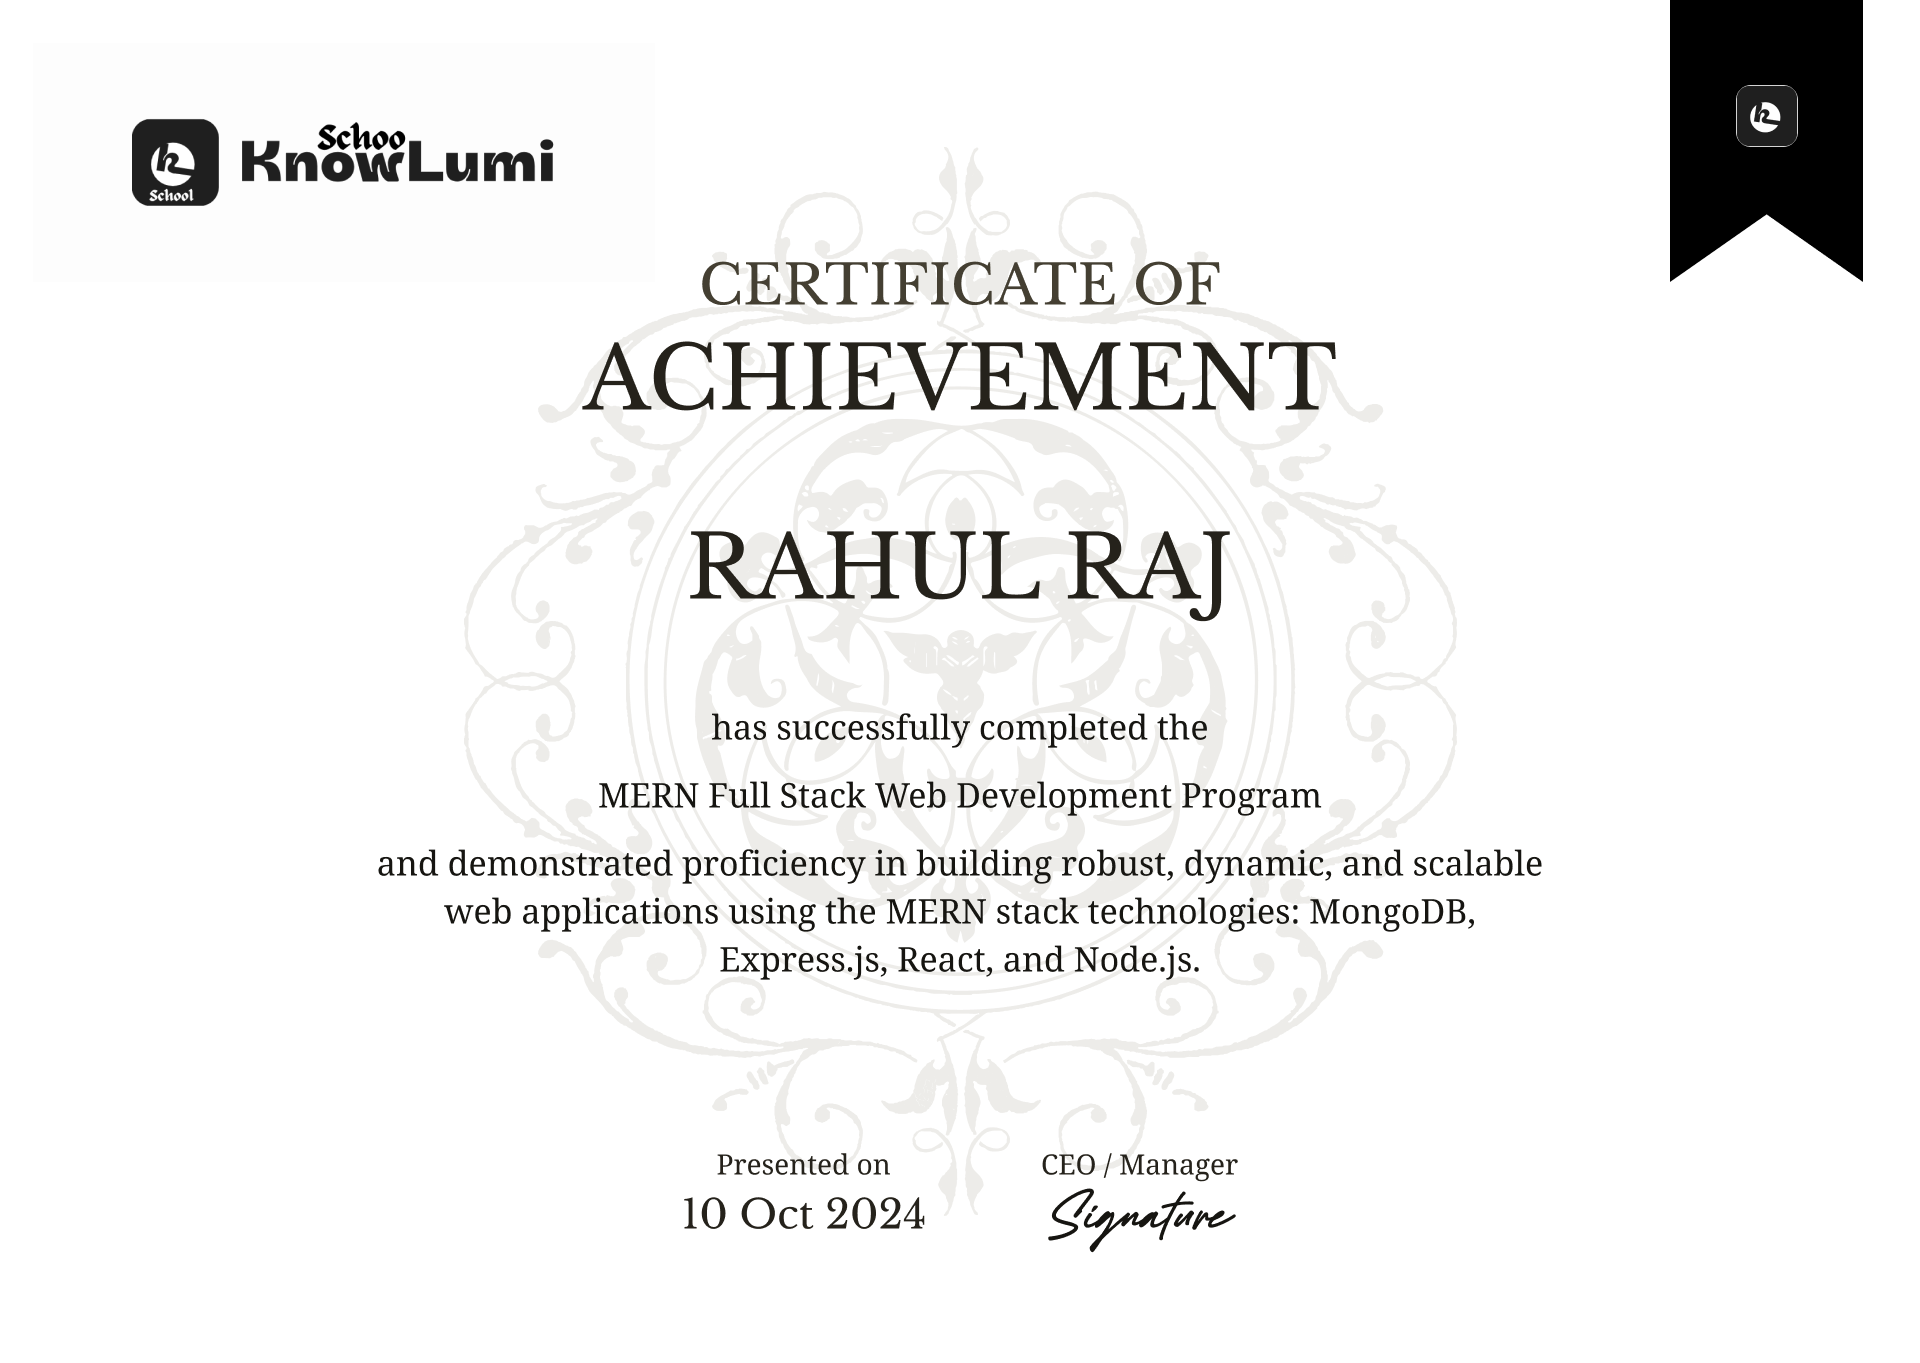 School
Schoo
KnowLumi
CERTIFICATE OF
ACHIEVEMENT
RAHUL RAJ
has successfully completed the
MERN Full Stack Web Development Program
and demonstrated proficiency in building robust, dynamic, and scalable
web applications using the MERN stack technologies: MongoDB,
Express.js, React, and Node.js.
Presented on
10 Oct 2024
CEO / Manager
Signature